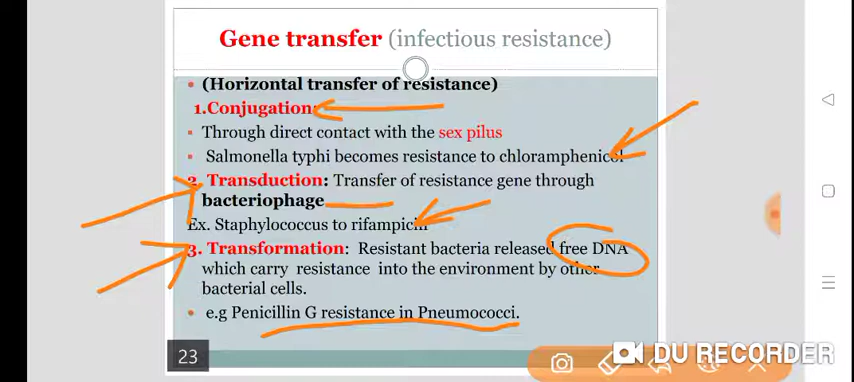 Gene transfer (infectious resistance)
(Horizontal transfer of resistance)
1.Conjugation:
Through direct contact with the sex pilus
Salmonella typhi becomes resistance to chloramphenicol
2. Transduction: Transfer of resistance gene through
bacteriophage
Ex. Staphylococcus to rifampicin
3. Transformation: Resistant bacteria released free DNA
which carry resistance into the environment by other
bacterial cells.
e.g Penicillin G resistance in Pneumococci.
23
DU RECORDER